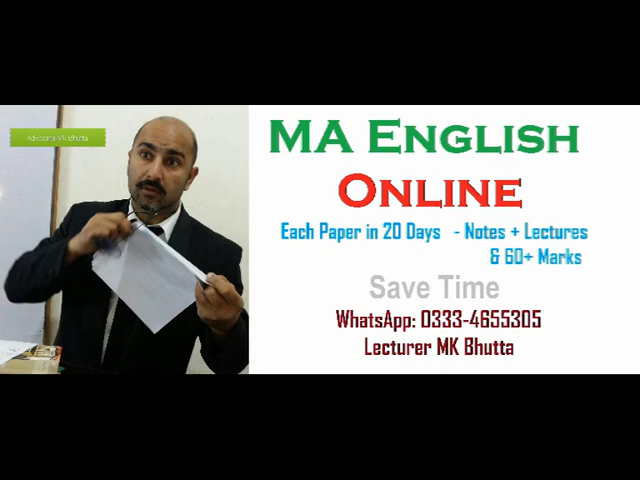 Advocate MK Bhutta
MA ENGLISH
ONLINE
Each Paper in 20 Days - Notes + Lectures
& 60+ Marks
Save Time
WhatsApp: 0333-4655305
Lecturer MK Bhutta